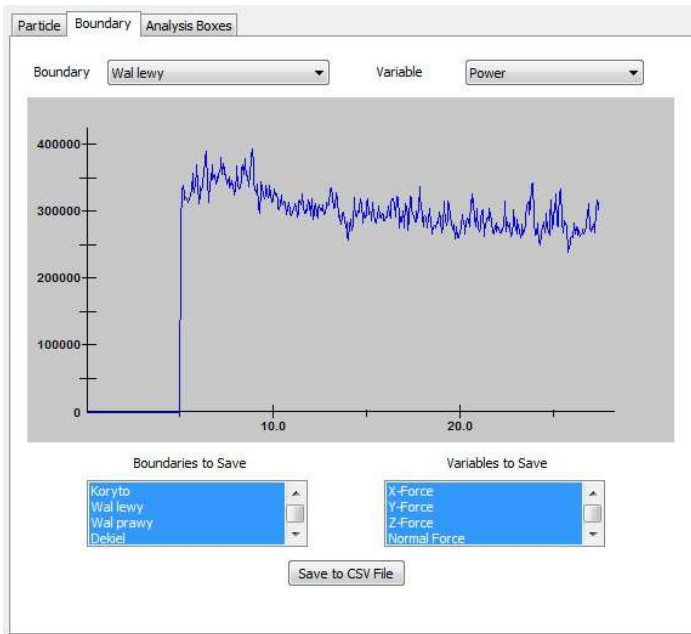 Particle Boundary Analysis Boxes
Boundary Wal lewy Variable Power
400000
300000
200000
100000
0
10.0 20.0
Boundaries to Save Variables to Save
Koryto X-Force
Wal lewy Y-Force
Wal prawy Z-Force
Dekiel Normal Force
Save to CSV File